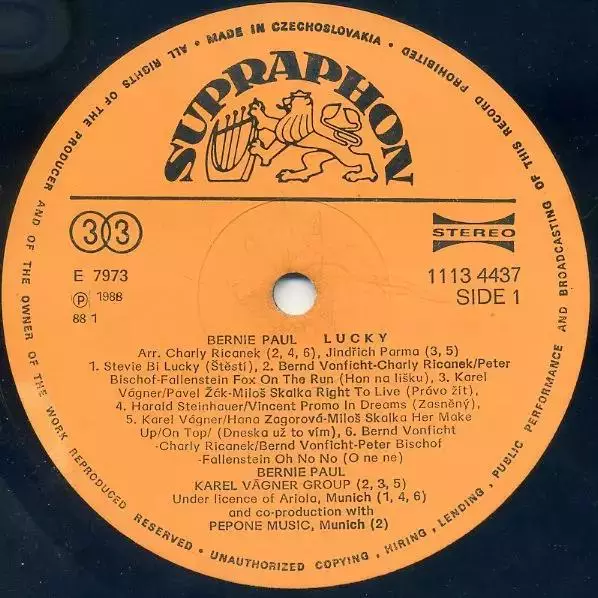 ALL RIGHTS OF THE PRODUCER AND OF THE OWNER OF THE WORK REPRODUCED RESERVED • UNAUTHORIZED COPYING, HIRING, LENDING, PUBLIC PERFORMANCE AND BROADCASTING OF THIS RECORD PROHIBITED • MADE IN CZECHOSLOVAKIA •
SUPRAPHON
33
STEREO
E 7973
1113 4437
Ⓟ 1988
SIDE 1
88 1
BERNIE PAUL LUCKY
Arr. Charly Ricanek (2, 4, 6), Jindřich Parma (3, 5)
1. Stevie Bi Lucky (Štěstí), 2. Bernd Vonficht-Charly Ricanek/Peter
Bischof-Fallenstein Fox On The Run (Hon na lišku), 3. Karel
Vágner/Pavel Žák-Miloš Skalka Right To Live (Právo žít),
4. Harald Steinhauer/Vincent Promo In Dreams (Zasněný),
5. Karel Vágner/Hana Zagorová-Miloš Skalka Her Make
Up/On Top/ (Dneska už to vím), 6. Bernd Vonficht
-Charly Ricanek/Bernd Vonficht-Peter Bischof
-Fallenstein Oh No No (O ne ne)
BERNIE PAUL
KAREL VÁGNER GROUP (2, 3, 5)
Under licence of Ariola, Munich (1, 4, 6)
and co-production with
PEPONE MUSIC, Munich (2)